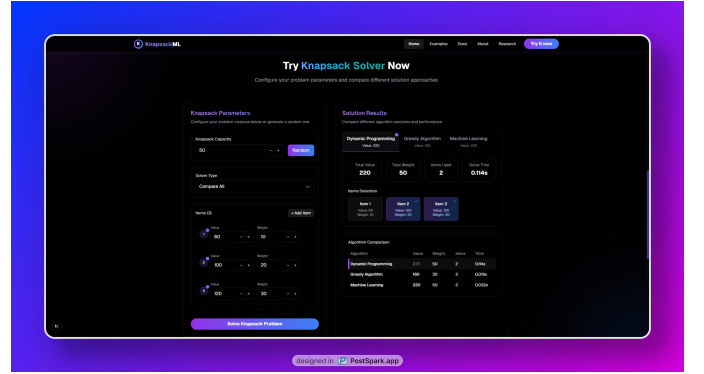 K KnapsackML
Home Examples Docs About Research Try It now
Try Knapsack Solver Now
Configure your problem parameters and compare different solution approaches
Knapsack Parameters
Configure your problem instance below or generate a random one.
Knapsack Capacity
50 - + Random
Solver Type
Compare All
Items (3) + Add Item
Value Weight
1 60 - + 10 - +
Value Weight
2 100 - + 20 - +
Value Weight
3 120 - + 30 - +
Solve Knapsack Problem
Solution Results
Compare different algorithm solutions and performance.
Dynamic Programming Greedy Algorithm Machine Learning
Value: 220 Value: 160 Value: 220
Total Value Total Weight Items Used Solve Time
220 50 2 0.114s
Items Selection
Item 1 Item 2 Item 3
Value: 60 Value: 100 Value: 120
Weight: 10 Weight: 20 Weight: 30
Algorithm Comparison
Algorithm Value Weight Items Time
Dynamic Programming 220 50 2 0.114s
Greedy Algorithm 160 30 2 0.016s
Machine Learning 220 50 2 0.032s
N
designed in P PostSpark.app